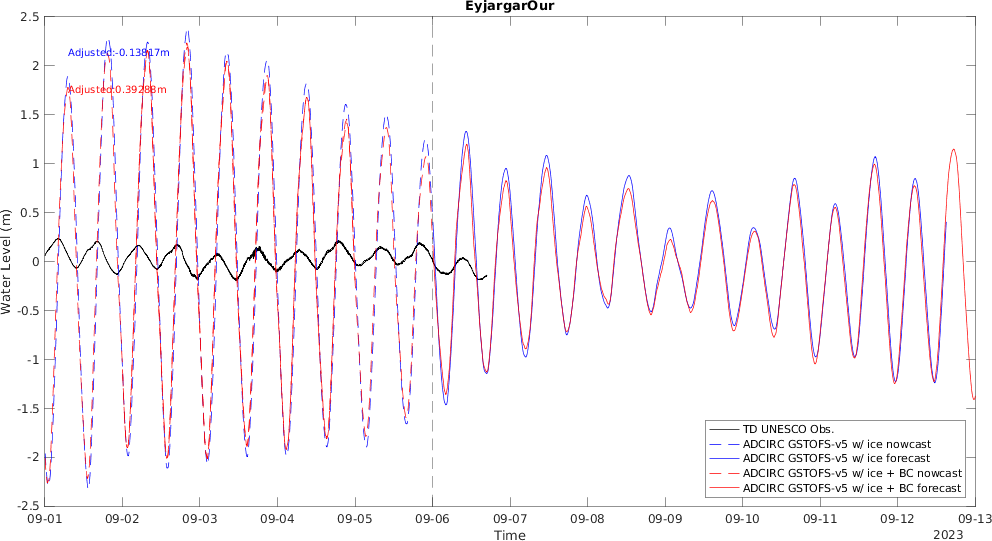 EyjargarOur
2.5
2
1.5
1
0.5
0
-0.5
-1
-1.5
-2
-2.5
Water Level (m)
Adjusted:-0.13817m
Adjusted:0.39288m
TD UNESCO Obs.
ADCIRC GSTOFS-v5 w/ ice nowcast
ADCIRC GSTOFS-v5 w/ ice forecast
ADCIRC GSTOFS-v5 w/ ice + BC nowcast
ADCIRC GSTOFS-v5 w/ ice + BC forecast
09-01 09-02 09-03 09-04 09-05 09-06 09-07 09-08 09-09 09-10 09-11 09-12 09-13
Time
2023